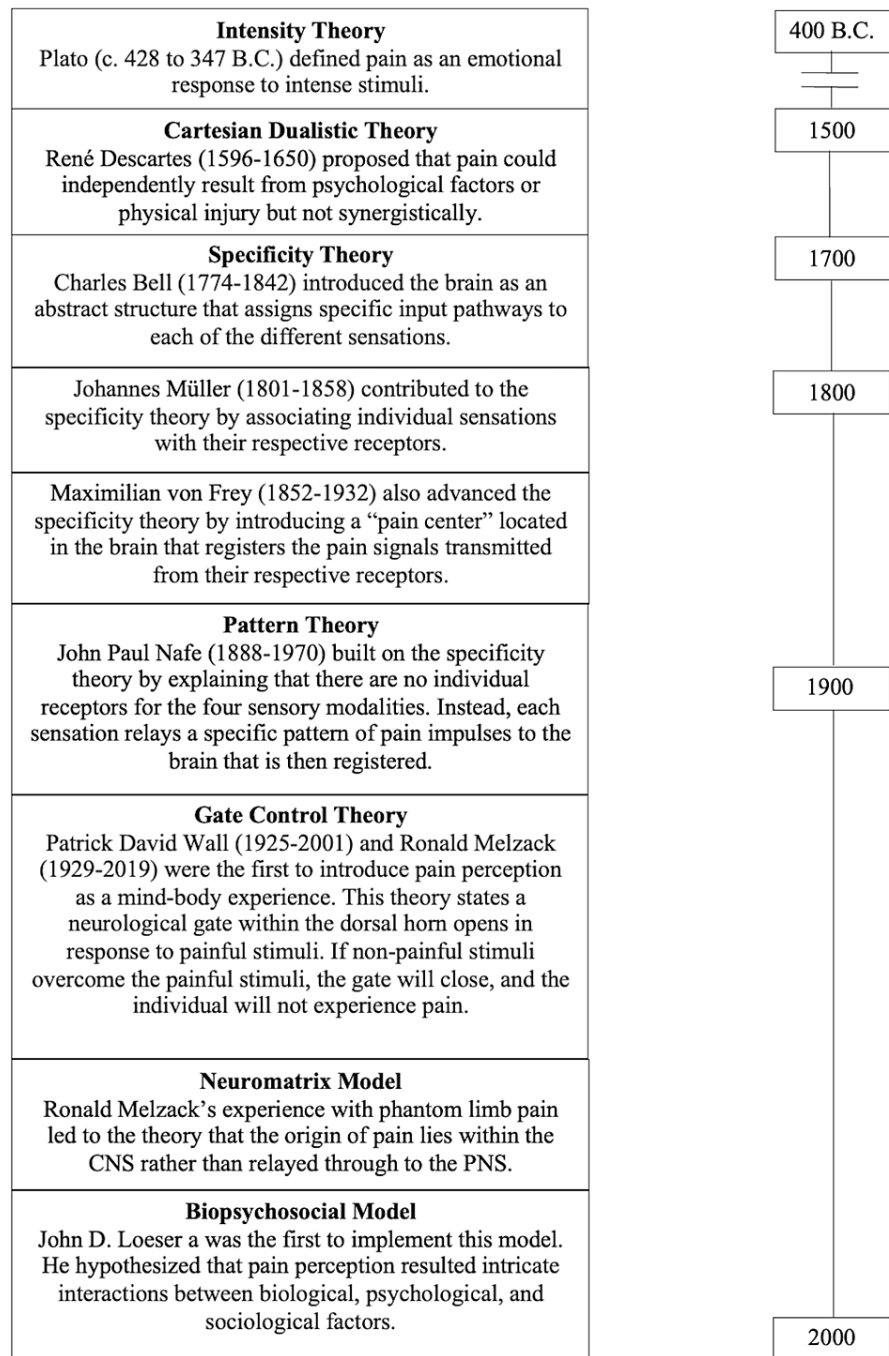 Intensity Theory
Plato (c. 428 to 347 B.C.) defined pain as an emotional
response to intense stimuli.
Cartesian Dualistic Theory
René Descartes (1596-1650) proposed that pain could
independently result from psychological factors or
physical injury but not synergistically.
Specificity Theory
Charles Bell (1774-1842) introduced the brain as an
abstract structure that assigns specific input pathways to
each of the different sensations.
Johannes Müller (1801-1858) contributed to the
specificity theory by associating individual sensations
with their respective receptors.
Maximilian von Frey (1852-1932) also advanced the
specificity theory by introducing a “pain center” located
in the brain that registers the pain signals transmitted
from their respective receptors.
Pattern Theory
John Paul Nafe (1888-1970) built on the specificity
theory by explaining that there are no individual
receptors for the four sensory modalities. Instead, each
sensation relays a specific pattern of pain impulses to the
brain that is then registered.
Gate Control Theory
Patrick David Wall (1925-2001) and Ronald Melzack
(1929-2019) were the first to introduce pain perception
as a mind-body experience. This theory states a
neurological gate within the dorsal horn opens in
response to painful stimuli. If non-painful stimuli
overcome the painful stimuli, the gate will close, and the
individual will not experience pain.
Neuromatrix Model
Ronald Melzack’s experience with phantom limb pain
led to the theory that the origin of pain lies within the
CNS rather than relayed through to the PNS.
Biopsychosocial Model
John D. Loeser a was the first to implement this model.
He hypothesized that pain perception resulted intricate
interactions between biological, psychological, and
sociological factors.
400 B.C.
1500
1700
1800
1900
2000